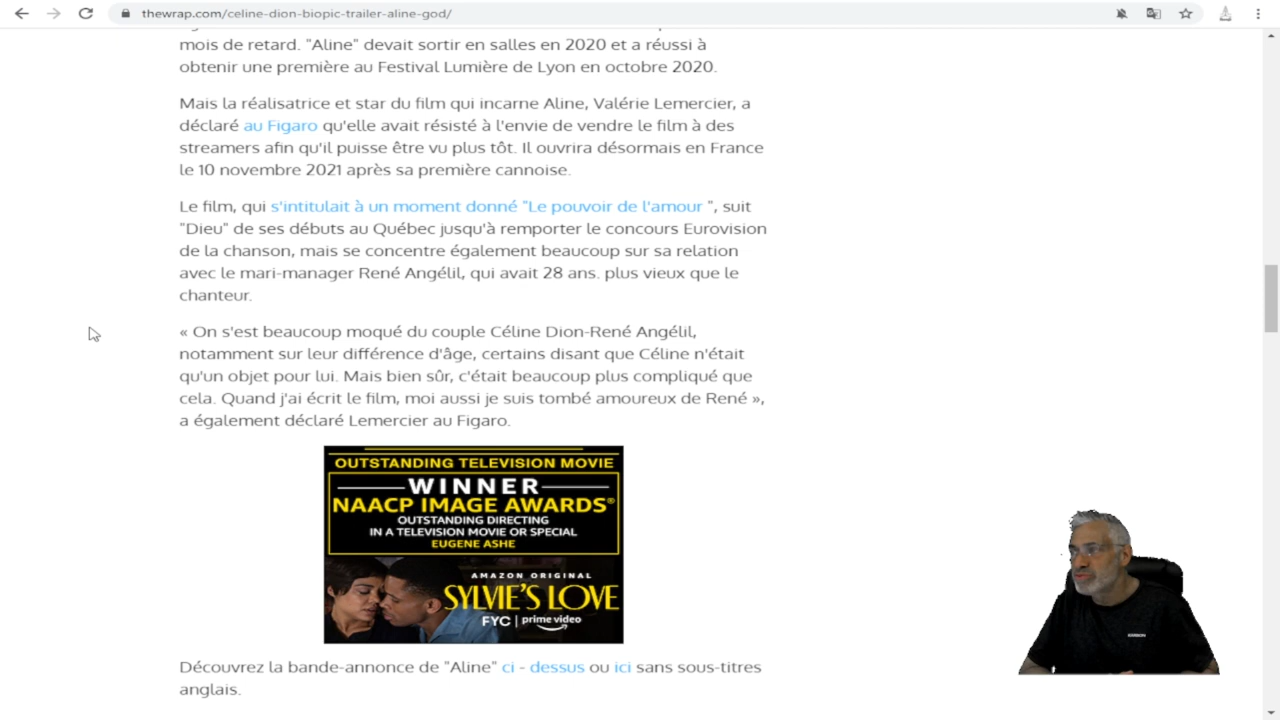 thewrap.com/celine-dion-biopic-trailer-aline-god/
mois de retard. "Aline" devait sortir en salles en 2020 et a réussi à
obtenir une première au Festival Lumière de Lyon en octobre 2020.
Mais la réalisatrice et star du film qui incarne Aline, Valérie Lemercier, a
déclaré au Figaro qu'elle avait résisté à l'envie de vendre le film à des
streamers afin qu'il puisse être vu plus tôt. Il ouvrira désormais en France
le 10 novembre 2021 après sa première cannoise.
Le film, qui s'intitulait à un moment donné "Le pouvoir de l'amour ", suit
"Dieu" de ses débuts au Québec jusqu'à remporter le concours Eurovision
de la chanson, mais se concentre également beaucoup sur sa relation
avec le mari-manager René Angélil, qui avait 28 ans. plus vieux que le
chanteur.
« On s'est beaucoup moqué du couple Céline Dion-René Angélil,
notamment sur leur différence d'âge, certains disant que Céline n'était
qu'un objet pour lui. Mais bien sûr, c'était beaucoup plus compliqué que
cela. Quand j'ai écrit le film, moi aussi je suis tombé amoureux de René »,
a également déclaré Lemercier au Figaro.
OUTSTANDING TELEVISION MOVIE
WINNER
NAACP IMAGE AWARDS®
OUTSTANDING DIRECTING
IN A TELEVISION MOVIE OR SPECIAL
EUGENE ASHE
AMAZON ORIGINAL
SYLVIE'S LOVE
FYC | prime video
Découvrez la bande-annonce de "Aline" ci - dessus ou ici sans sous-titres
anglais.